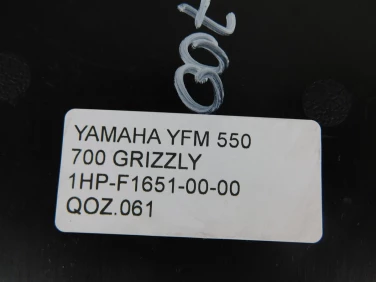 YAMAHA YFM 550
700 GRIZZLY
1HP-F1651-00-00
QOZ.061